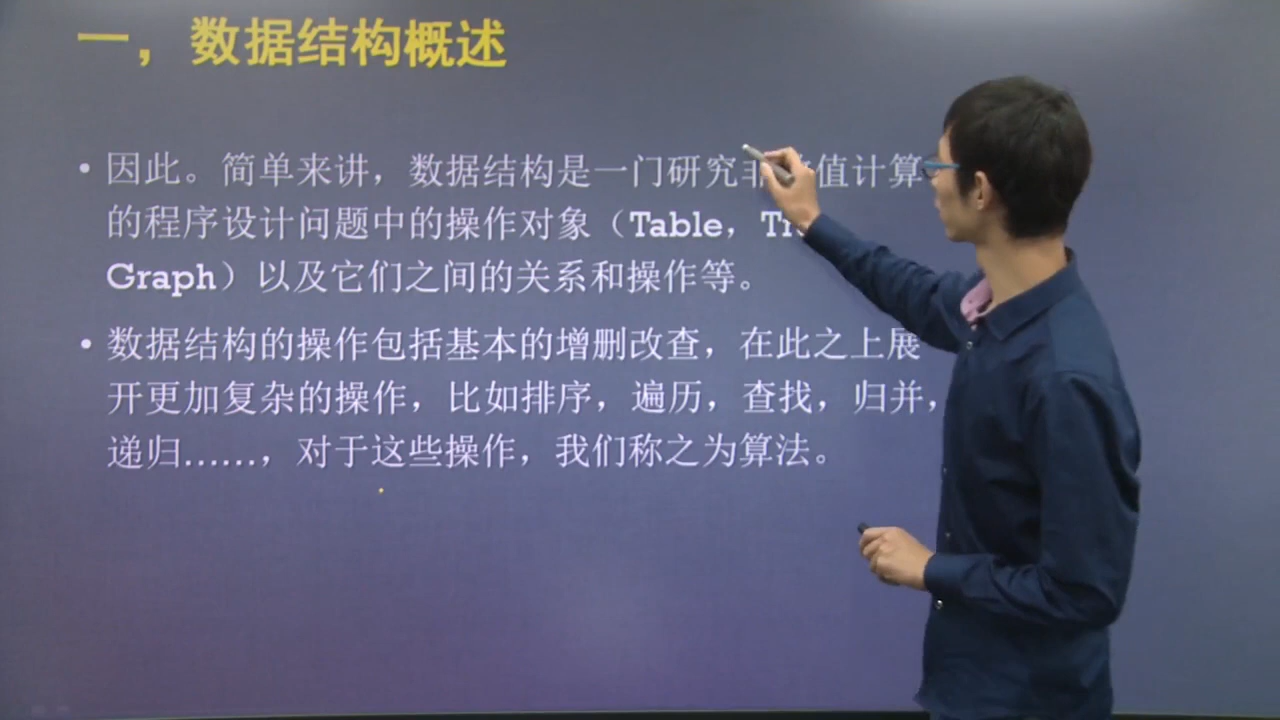 一，数据结构概述
• 因此。简单来讲，数据结构是一门研究非 值计算
的程序设计问题中的操作对象（Table，
Graph）以及它们之间的关系和操作等。
• 数据结构的操作包括基本的增删改查，在此之上展
开更加复杂的操作，比如排序，遍历，查找，归并，
递归……，对于这些操作，我们称之为算法。